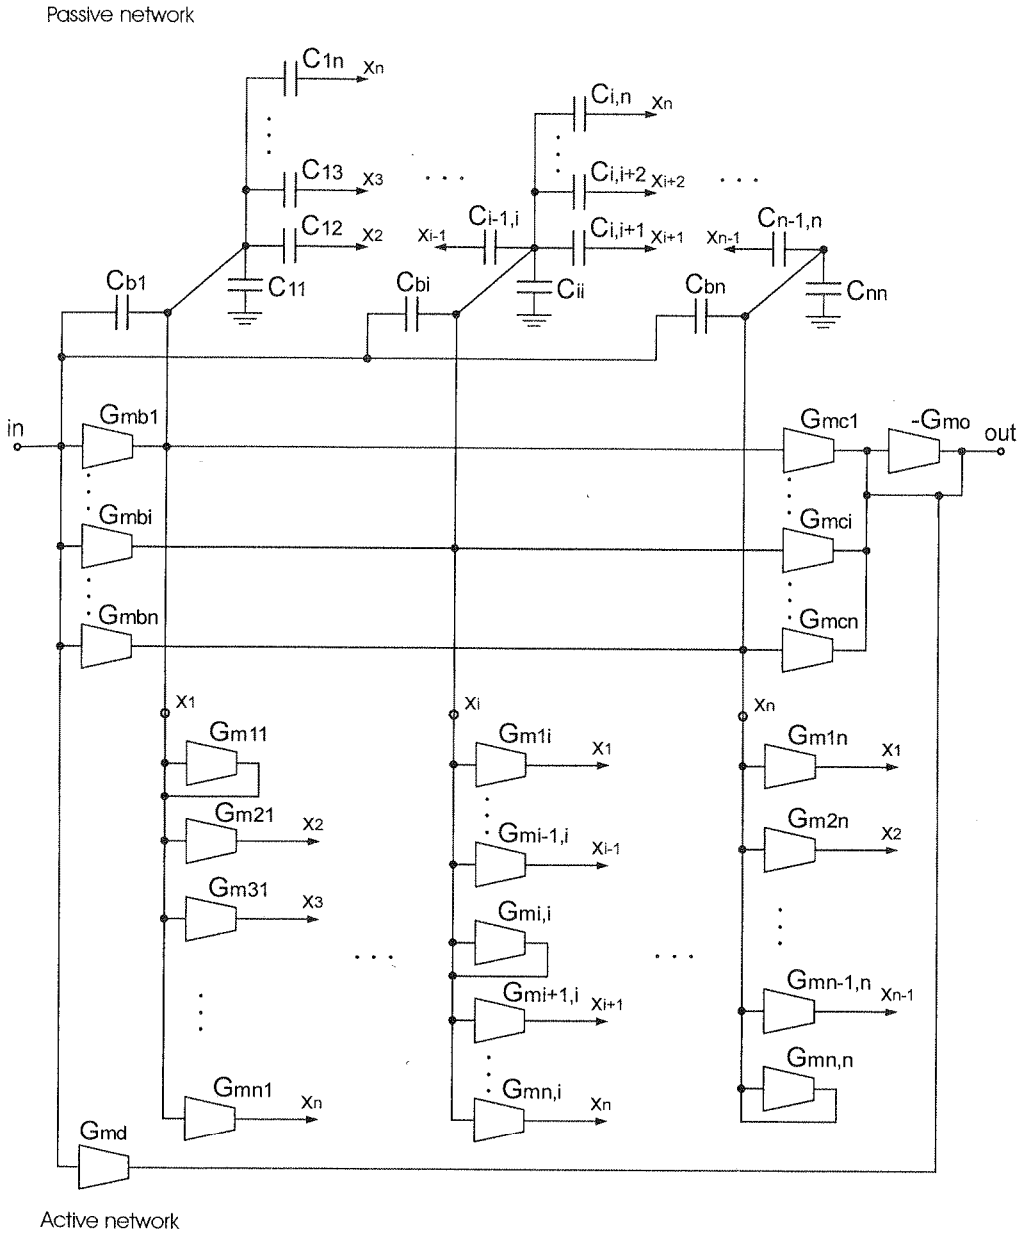 Passive network
C1n
xn
Ci,n
xn
C13
x3
Ci,i+2
xi+2
C12
x2
Ci-1,i
xi-1
Ci,i+1
xi+1
Cn-1,n
xn-1
Cb1
C11
Cbi
Cii
Cbn
Cnn
in
Gmb1
Gmc1
-Gmo
out
Gmbi
Gmci
Gmbn
Gmcn
x1
xi
xn
Gm11
Gm1i
x1
Gm1n
x1
Gm21
x2
Gmi-1,i
xi-1
Gm2n
x2
Gm31
x3
Gmi,i
Gmi+1,i
xi+1
Gmn-1,n
xn-1
Gmn1
xn
Gmn,i
xn
Gmn,n
Gmd
Active network